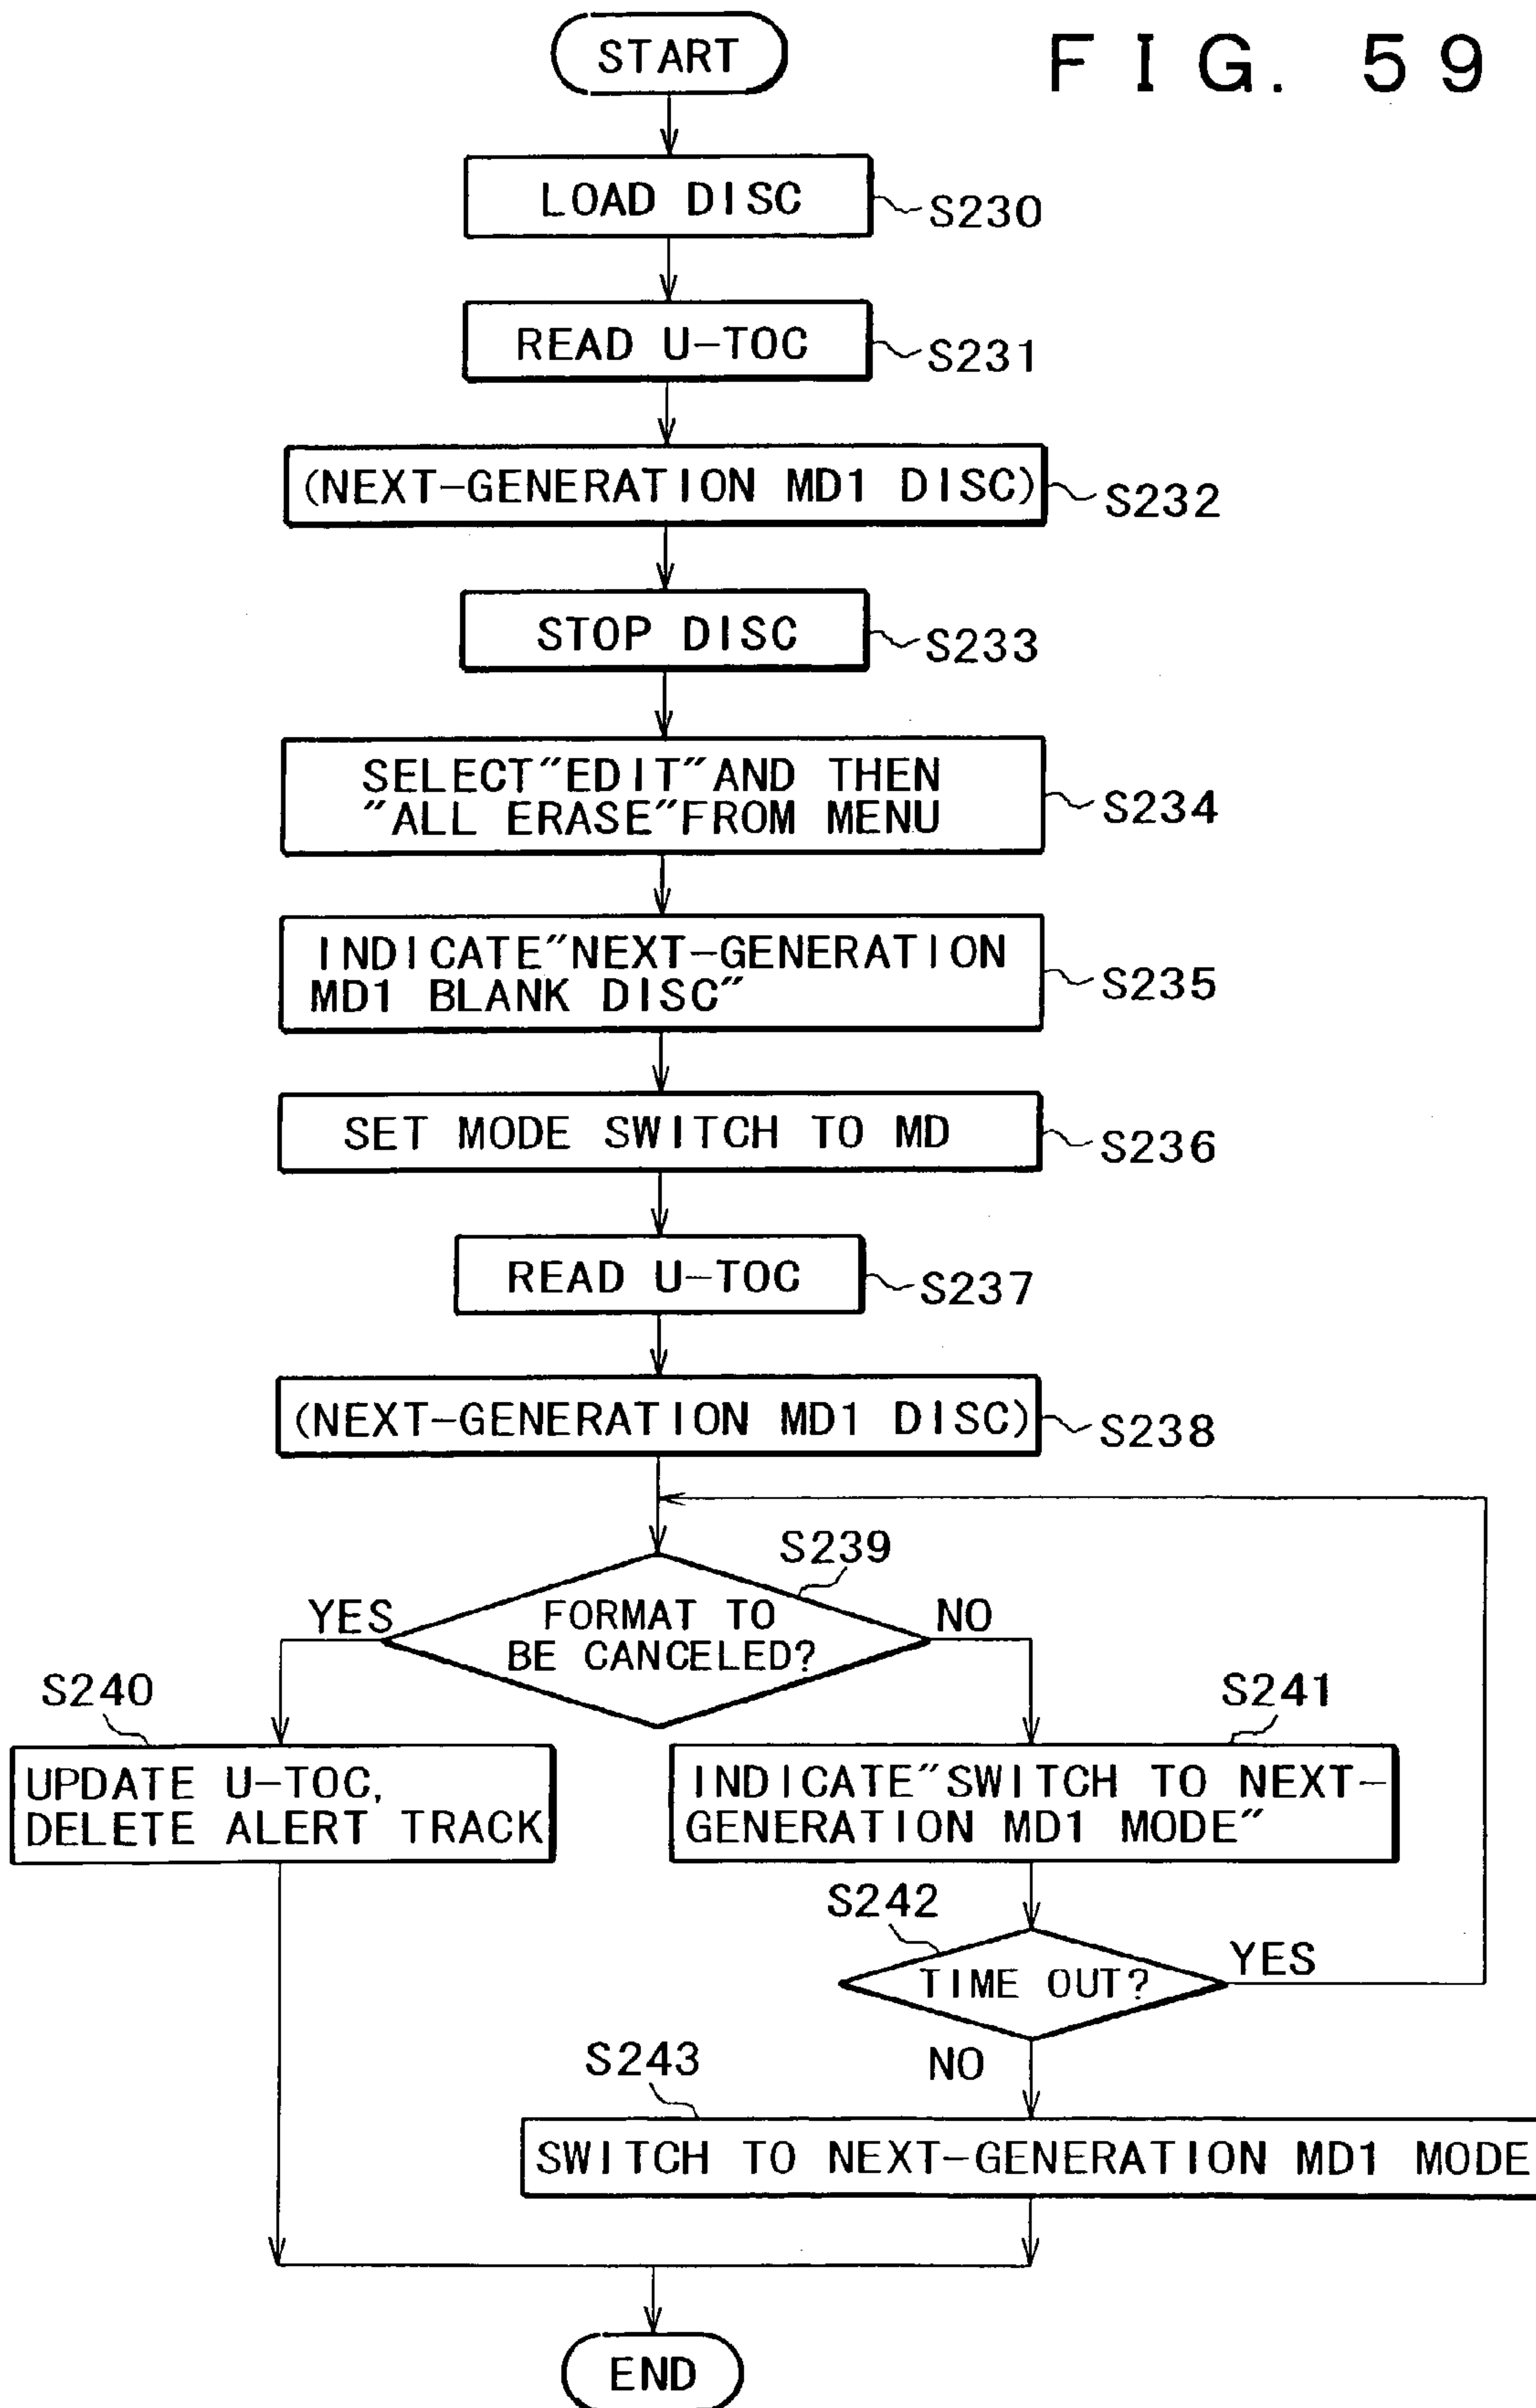 START
FIG. 59
LOAD DISC
S230
READ U-TOC
S231
(NEXT-GENERATION MD1 DISC)
S232
STOP DISC
S233
SELECT"EDIT"AND THEN
"ALL ERASE"FROM MENU
S234
INDICATE"NEXT-GENERATION
MD1 BLANK DISC"
S235
SET MODE SWITCH TO MD
S236
READ U-TOC
S237
(NEXT-GENERATION MD1 DISC)
S238
S239
YES
FORMAT TO
BE CANCELED?
NO
S240
UPDATE U-TOC,
DELETE ALERT TRACK
S241
INDICATE"SWITCH TO NEXT-
GENERATION MD1 MODE"
S242
TIME OUT?
YES
NO
S243
SWITCH TO NEXT-GENERATION MD1 MODE
END